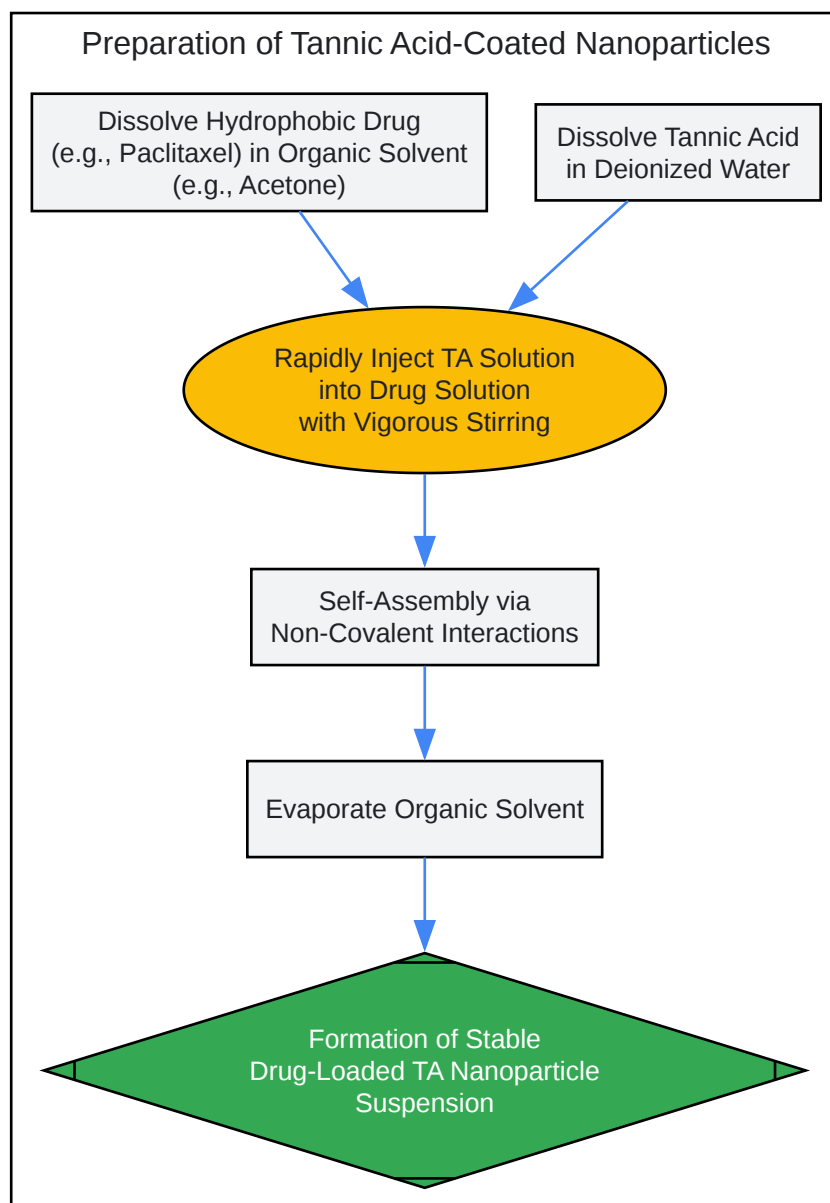 Preparation of Tannic Acid-Coated Nanoparticles
Dissolve Hydrophobic Drug
(e.g., Paclitaxel) in Organic Solvent
(e.g., Acetone)
Dissolve Tannic Acid
in Deionized Water
Rapidly Inject TA Solution
into Drug Solution
with Vigorous Stirring
Self-Assembly via
Non-Covalent Interactions
Evaporate Organic Solvent
Formation of Stable
Drug-Loaded TA Nanoparticle
Suspension